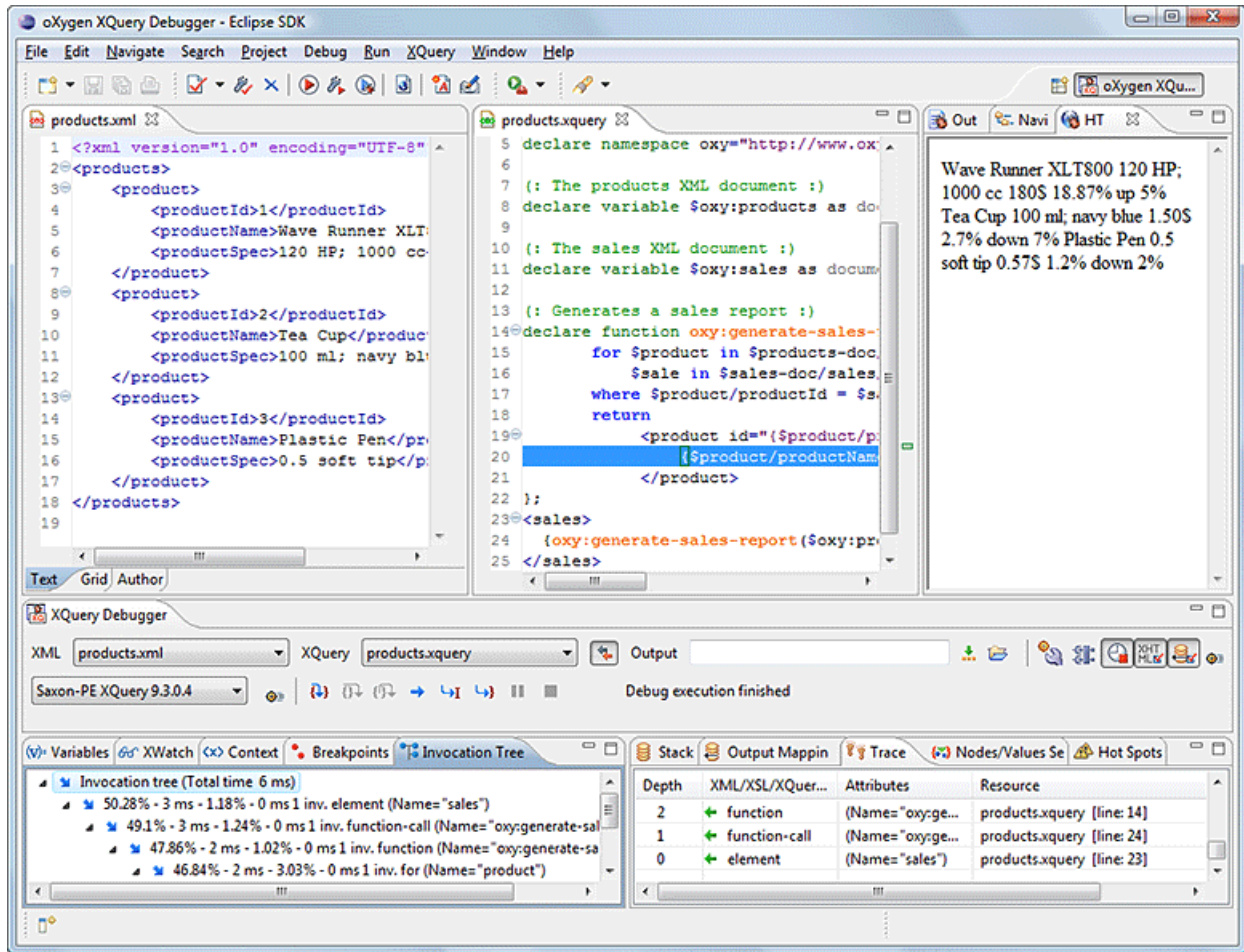 oXygen XQuery Debugger - Eclipse SDK
File Edit Navigate Search Project Debug Run XQuery Window Help
oXygen XQu...
products.xml
1 <?xml version="1.0" encoding="UTF-8"
2 <products>
3 <product>
4 <productId>1</productId>
5 <productName>Wave Runner XLT
6 <productSpec>120 HP; 1000 cc
7 </product>
8 <product>
9 <productId>2</productId>
10 <productName>Tea Cup</produc
11 <productSpec>100 ml; navy bl
12 </product>
13 <product>
14 <productId>3</productId>
15 <productName>Plastic Pen</pr
16 <productSpec>0.5 soft tip</p
17 </product>
18 </products>
19
Text Grid Author
products.xquery
5 declare namespace oxy="http://www.ox
6
7 (: The products XML document :)
8 declare variable $oxy:products as do
9
10 (: The sales XML document :)
11 declare variable $oxy:sales as docum
12
13 (: Generates a sales report :)
14 declare function oxy:generate-sales-
15 for $product in $products-doc
16 $sale in $sales-doc/sales
17 where $product/productId = $s
18 return
19 <product id="{$product/p
20 {$product/productName
21 </product>
22 };
23 <sales>
24 {oxy:generate-sales-report($oxy:pr
25 </sales>
Out Navi HT
Wave Runner XLT800 120 HP;
1000 cc 180$ 18.87% up 5%
Tea Cup 100 ml; navy blue 1.50$
2.7% down 7% Plastic Pen 0.5
soft tip 0.57$ 1.2% down 2%
XQuery Debugger
XML products.xml XQuery products.xquery Output
Saxon-PE XQuery 9.3.0.4 Debug execution finished
Variables XWatch Context Breakpoints Invocation Tree
Invocation tree (Total time 6 ms)
50.28% - 3 ms - 1.18% - 0 ms 1 inv. element (Name="sales")
49.1% - 3 ms - 1.24% - 0 ms 1 inv. function-call (Name="oxy:generate-sal
47.86% - 2 ms - 1.02% - 0 ms 1 inv. function (Name="oxy:generate-sa
46.84% - 2 ms - 3.03% - 0 ms 1 inv. for (Name="product")
Stack Output Mappin Trace Nodes/Values Se Hot Spots
Depth XML/XSL/XQuer... Attributes Resource
2 function (Name="oxy:ge... products.xquery [line: 14]
1 function-call (Name="oxy:ge... products.xquery [line: 24]
0 element (Name="sales") products.xquery [line: 23]